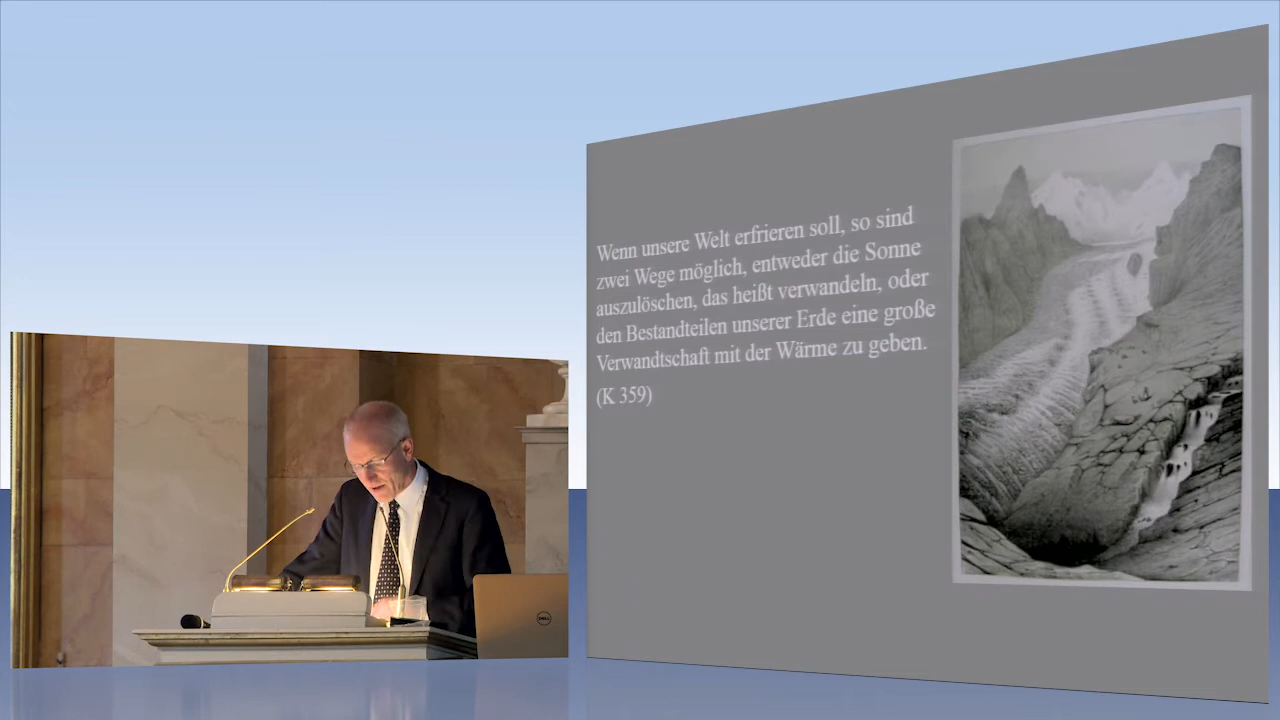 Wenn unsere Welt erfrieren soll, so sind
zwei Wege möglich, entweder die Sonne
auszulöschen, das heißt verwandeln, oder
den Bestandteilen unserer Erde eine große
Verwandtschaft mit der Wärme zu geben.
(K 359)
DELL